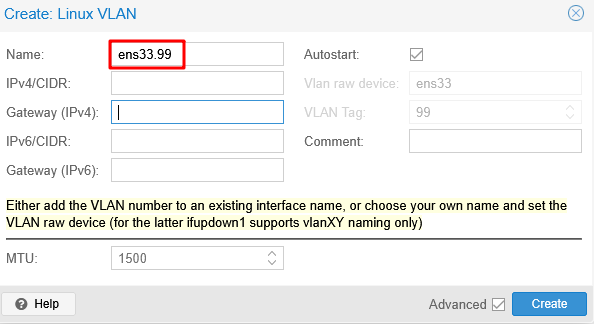 Create: Linux VLAN
Name: ens33.99 Autostart:
IPv4/CIDR: Vlan raw device: ens33
Gateway (IPv4): VLAN Tag: 99
IPv6/CIDR: Comment:
Gateway (IPv6):
Either add the VLAN number to an existing interface name, or choose your own name and set the
VLAN raw device (for the latter ifupdown1 supports vlanXY naming only)
MTU: 1500
Help Advanced Create